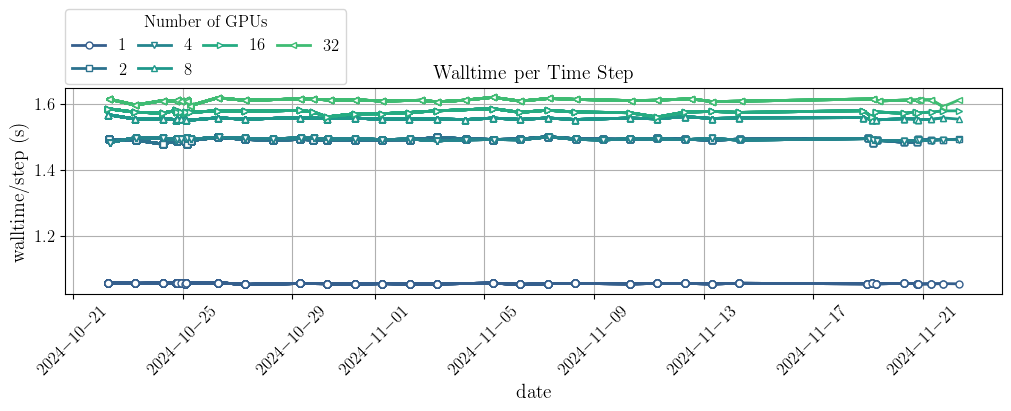 Number of GPUs
1 4 16 32
2 8
Walltime per Time Step
walltime/step (s)
1.6
1.4
1.2
2024−10−21 2024−10−25 2024−10−29 2024−11−01 2024−11−05 2024−11−09 2024−11−13 2024−11−17 2024−11−21
date